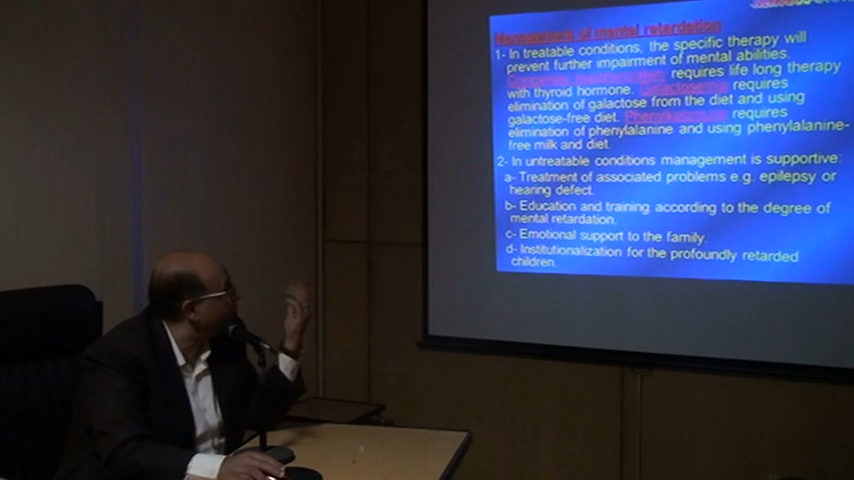 Management of mental retardation
1- In treatable conditions, the specific therapy will
prevent further impairment of mental abilities.
requires life long therapy
with thyroid hormone. Galactosemia requires
elimination of galactose from the diet and using
galactose-free diet. Phenylketonuria requires
elimination of phenylalanine and using phenylalanine-
free milk and diet.
2- In untreatable conditions management is supportive:
a- Treatment of associated problems e.g. epilepsy or
hearing defect.
b- Education and training according to the degree of
mental retardation.
c- Emotional support to the family.
d- Institutionalization for the profoundly retarded
children.